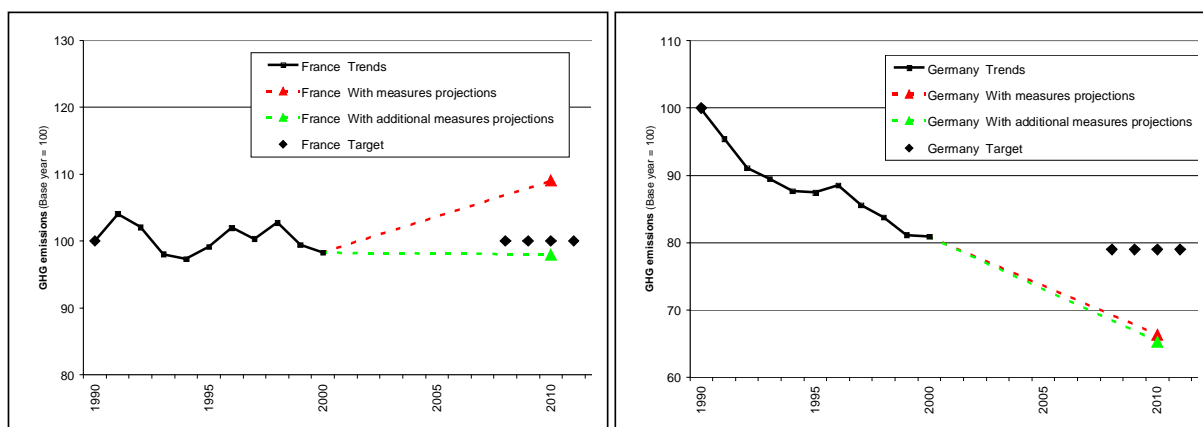 130
120
110
100
90
80
GHG emissions (Base year = 100)
1990
1995
2000
2005
2010
France Trends
France With measures projections
France With additional measures projections
France Target
110
100
90
80
70
60
GHG emissions (Base year = 100)
1990
1995
2000
2005
2010
Germany Trends
Germany With measures projections
Germany With additional measures projections
Germany Target